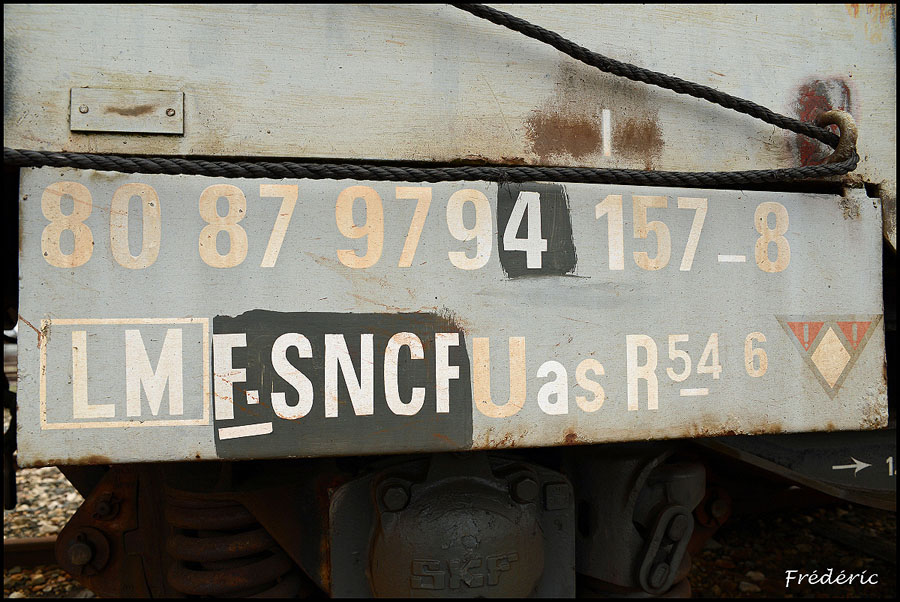 80 87 9794 157-8
LM F-SNCF Uas R54 6
SKF
Frédéric